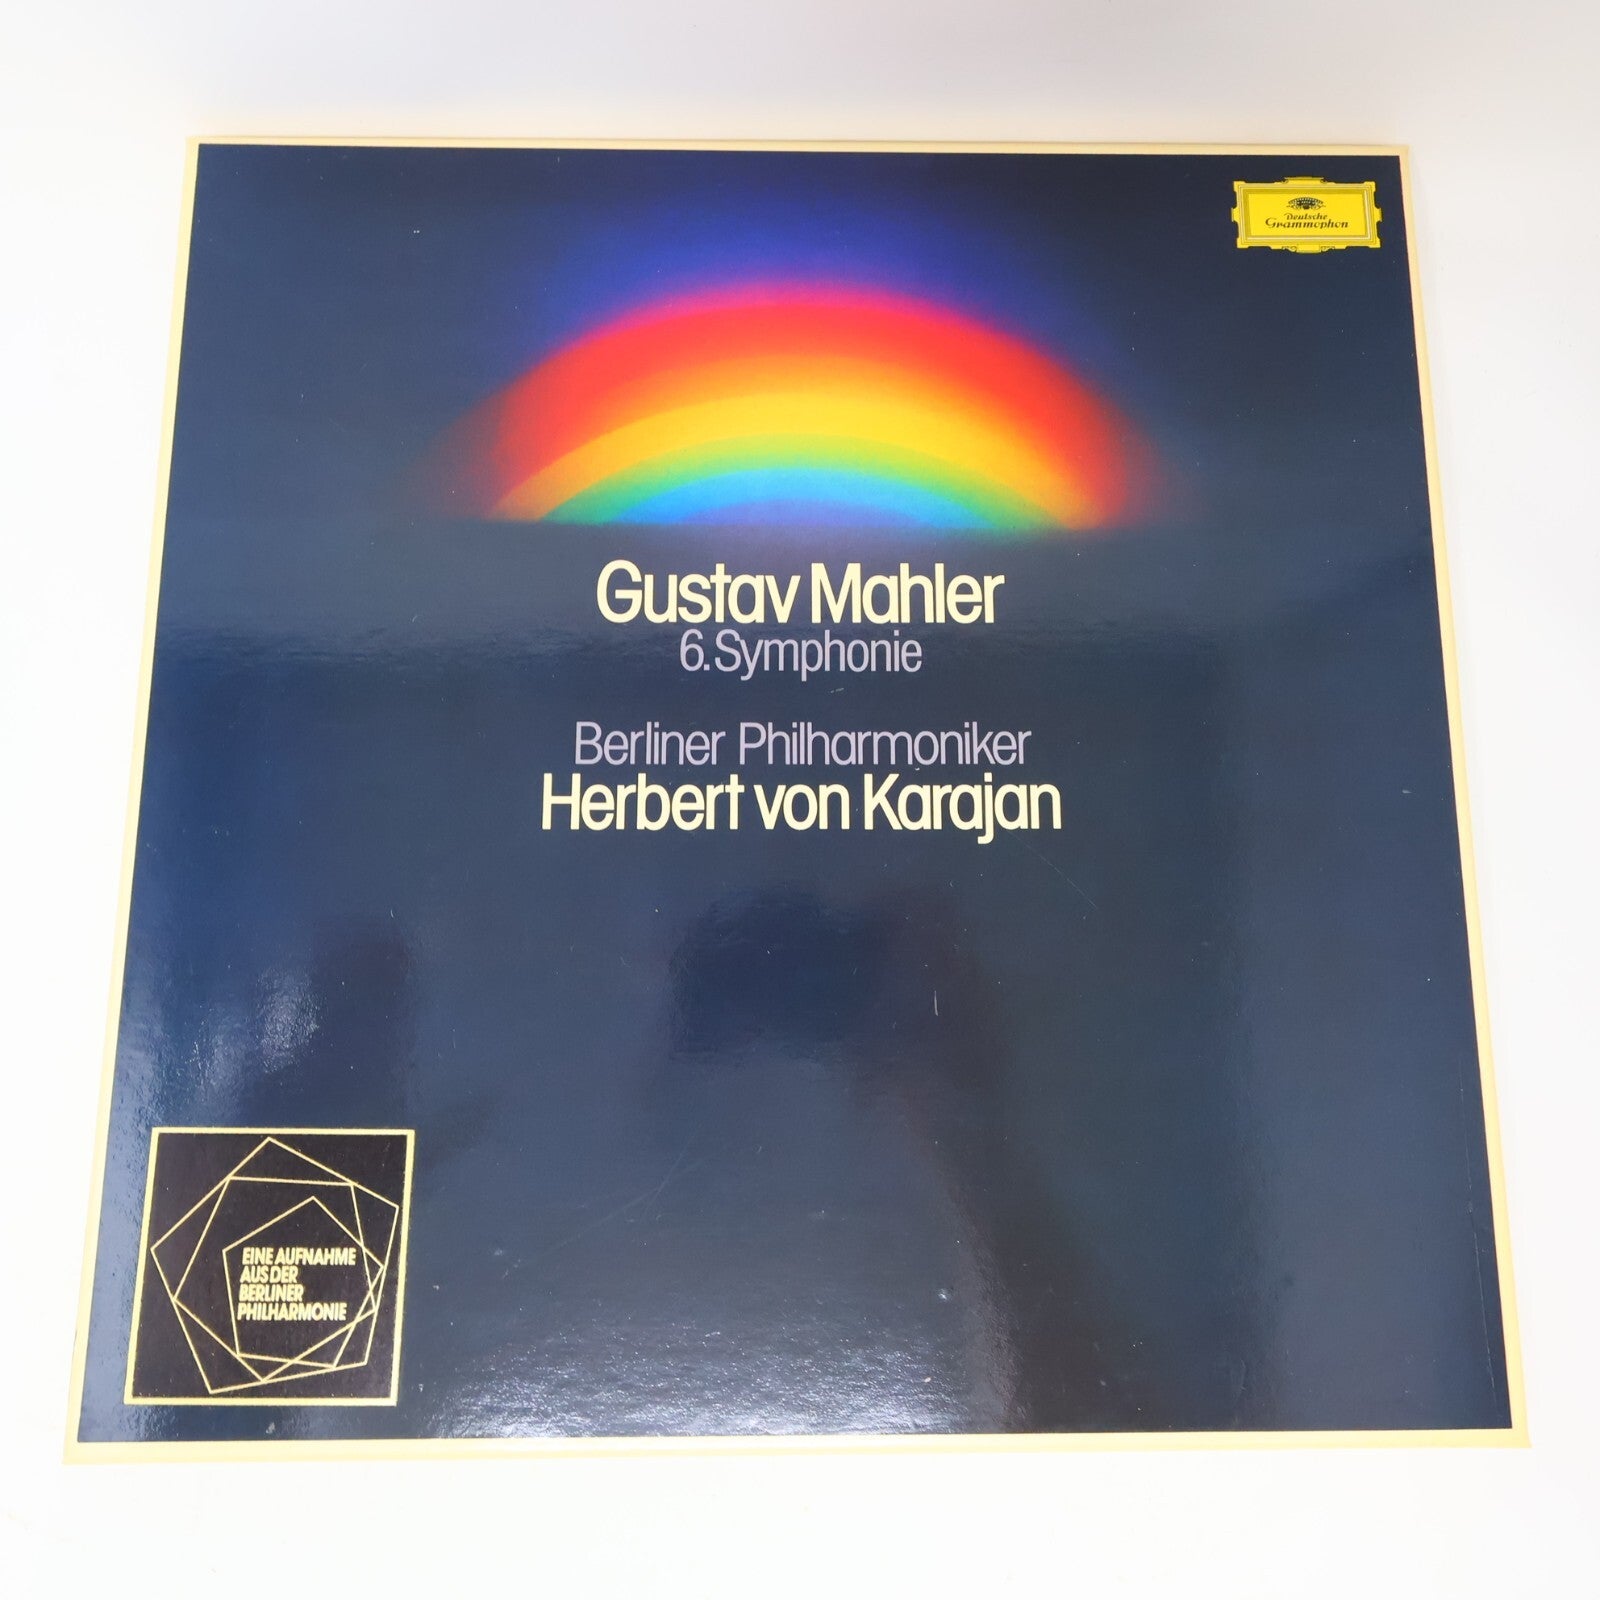 Deutsche
Grammophon
Gustav Mahler
6.Symphonie
Berliner Philharmoniker
Herbert von Karajan
EINE AUFNAHME
AUS DER
BERLINER
PHILHARMONIE